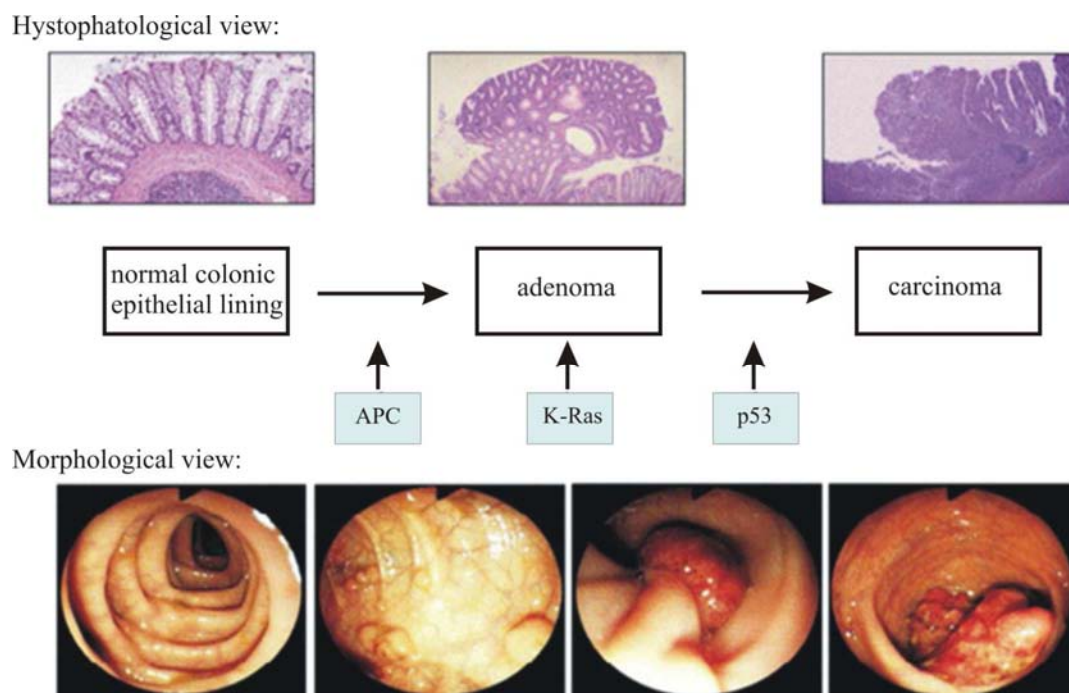 Hystophatological view:
normal colonic
epithelial lining
adenoma
carcinoma
APC
K-Ras
p53
Morphological view: